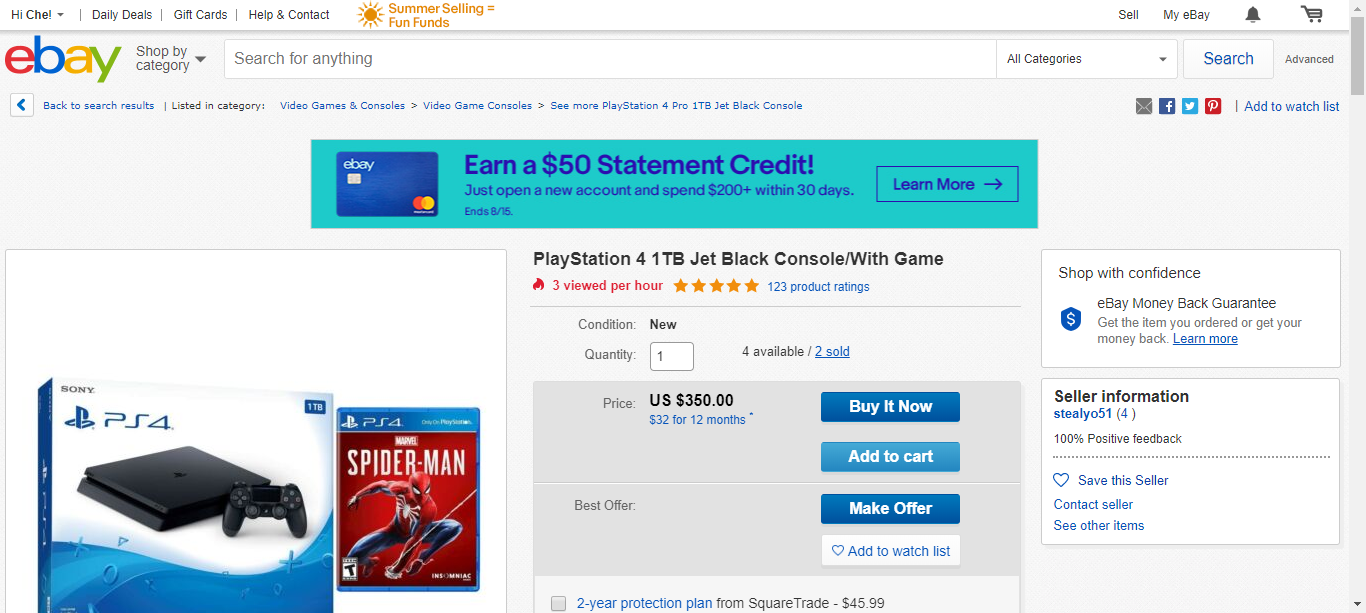 Hi Che!
Daily Deals
Gift Cards
Help & Contact
Summer Selling =
Fun Funds
Sell
My eBay
ebay
Shop by
category
Search for anything
All Categories
Search
Advanced
Back to search results | Listed in category:
Video Games & Consoles > Video Game Consoles > See more PlayStation 4 Pro 1TB Jet Black Console
| Add to watch list
ebay
mastercard
Earn a $50 Statement Credit!
Just open a new account and spend $200+ within 30 days.
Ends 8/15.
Learn More →
SONY
PS4
1TB
PS4
Only On PlayStation
MARVEL
SPIDER-MAN
T
INSOMNIAC
PlayStation 4 1TB Jet Black Console/With Game
3 viewed per hour
123 product ratings
Condition: New
Quantity: 1
4 available / 2 sold
Price: US $350.00
$32 for 12 months *
Buy It Now
Add to cart
Best Offer:
Make Offer
Add to watch list
2-year protection plan from SquareTrade - $45.99
Shop with confidence
eBay Money Back Guarantee
Get the item you ordered or get your
money back. Learn more
Seller information
stealyo51 (4 )
100% Positive feedback
Save this Seller
Contact seller
See other items